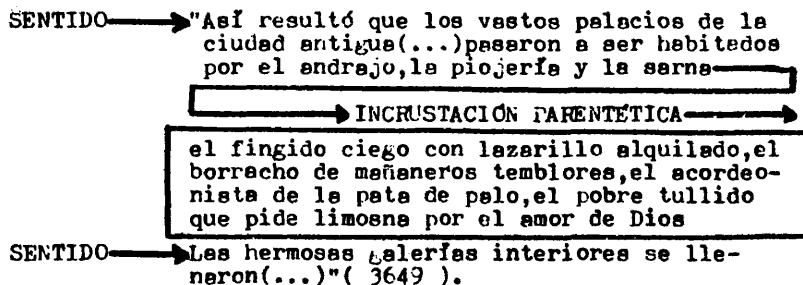 SENTIDO "Así resultó que los vastos palacios de la
ciudad antigua(...)pasaron a ser habitados
por el andrajo,la piojería y la sarna
INCRUSTACIÓN PARENTÉTICA
el fingido ciego con lazarillo alquilado,el
borracho de mañaneros temblores,el acordeo-
nista de la pata de palo,el pobre tullido
que pide limosna por el amor de Dios
SENTIDO Las hermosas galerías interiores se lle-
naron(...)"( 3649 ).